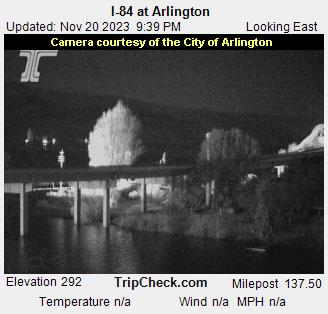 I-84 at Arlington
Updated: Nov 20 2023 9:39 PM Looking East
Camera courtesy of the City of Arlington
Elevation 292 TripCheck.com Milepost 137.50
Temperature n/a Wind n/a MPH n/a